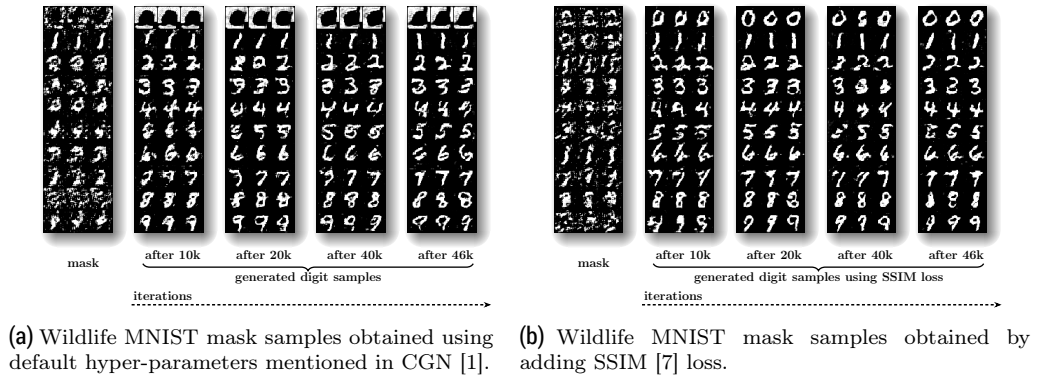 mask
after 10k after 20k after 40k after 46k
generated digit samples
iterations
mask
after 10k after 20k after 40k after 46k
generated digit samples using SSIM loss
iterations
(a) Wildlife MNIST mask samples obtained using
default hyper-parameters mentioned in CGN [1].
(b) Wildlife MNIST mask samples obtained by
adding SSIM [7] loss.